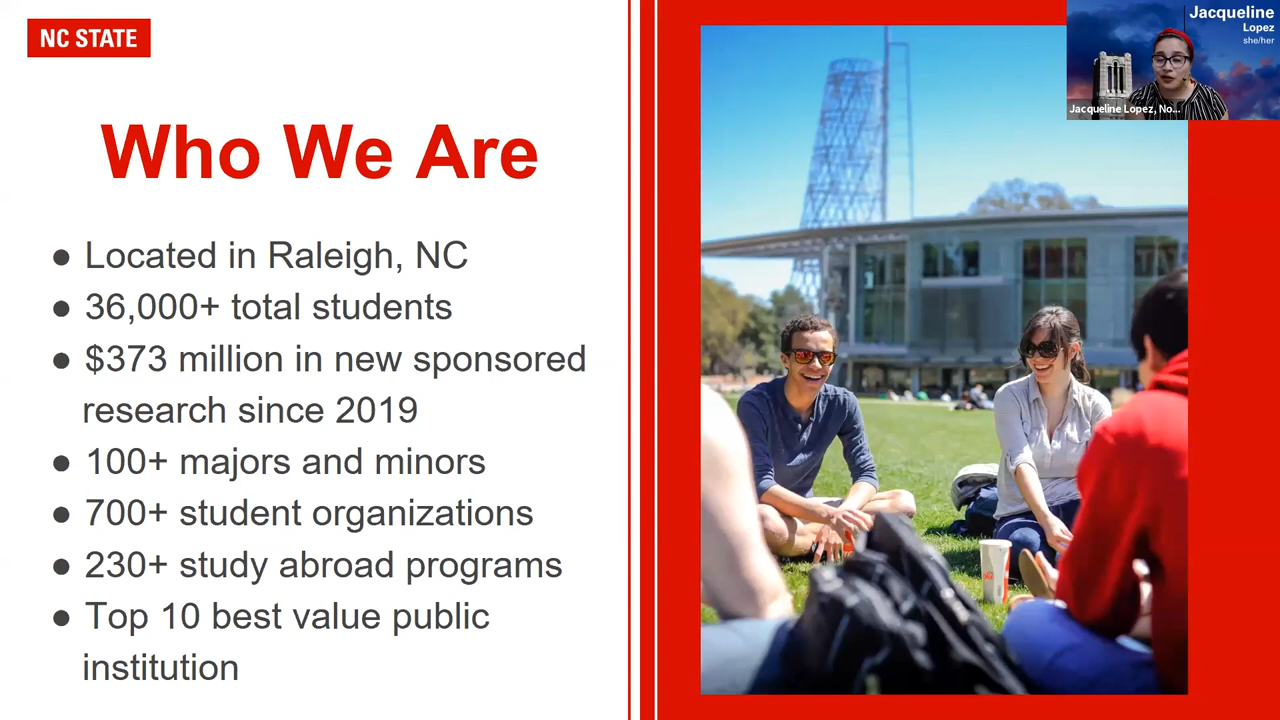 NC STATE
Who We Are
● Located in Raleigh, NC
● 36,000+ total students
● $373 million in new sponsored
research since 2019
● 100+ majors and minors
● 700+ student organizations
● 230+ study abroad programs
● Top 10 best value public
institution
Jacqueline
Lopez
she/her
Jacqueline Lopez, No...